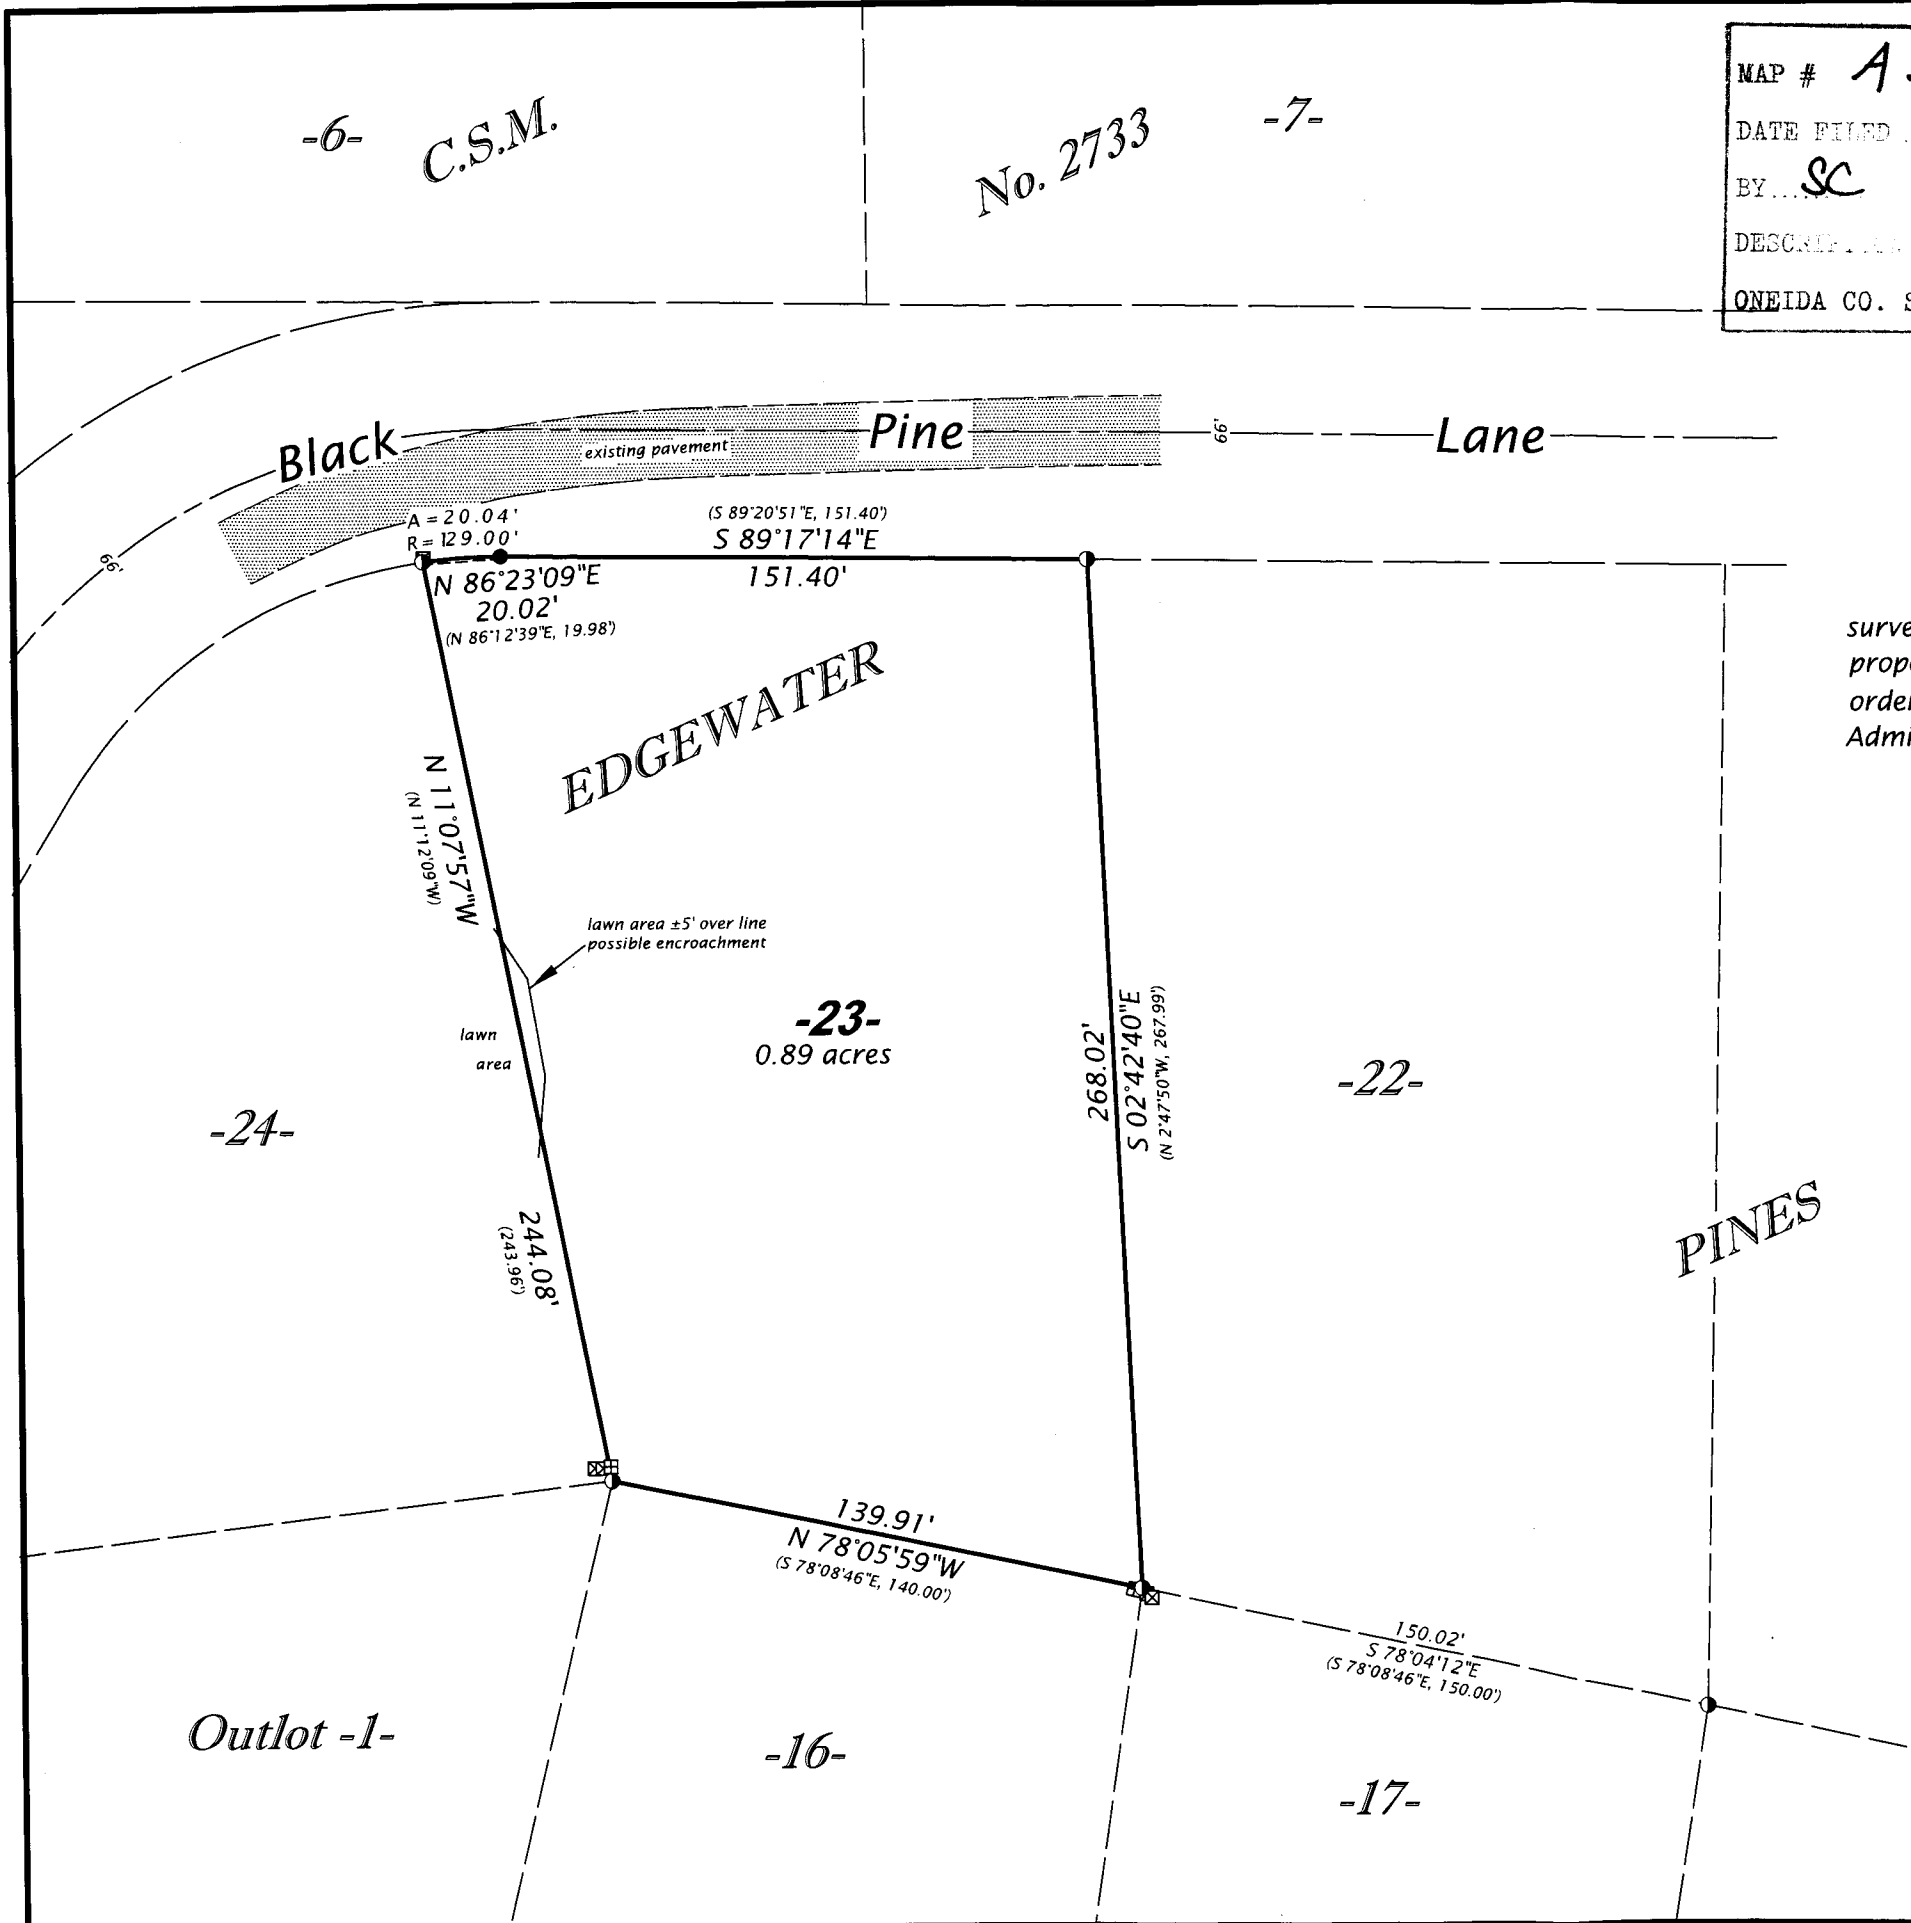 -6-
C.S.M.
No. 2733
-7-
MAP # A
DATE FILED
BY.... SC
ONEIDA CO. S
Black
Pine
Lane
existing pavement
66'
66'
A = 20.04'
R = 129.00'
(S 89°20'51"E, 151.40')
S 89°17'14"E
151.40'
N 86°23'09"E
20.02'
(N 86°12'39"E, 19.98')
surve
prope
order
Admi
EDGEWATER
N 11°07'57"W
(N 11°12'09"W)
lawn area ±5' over line
possible encroachment
lawn
area
-23-
0.89 acres
268.02'
S 02°42'40"E
(N 2°47'50"W, 267.99')
-22-
-24-
PINES
244.08'
(243.96')
139.91'
N 78°05'59"W
(S 78°08'46"E, 140.00')
150.02'
S 78°04'12"E
(S 78°08'46"E, 150.00')
Outlot -1-
-16-
-17-